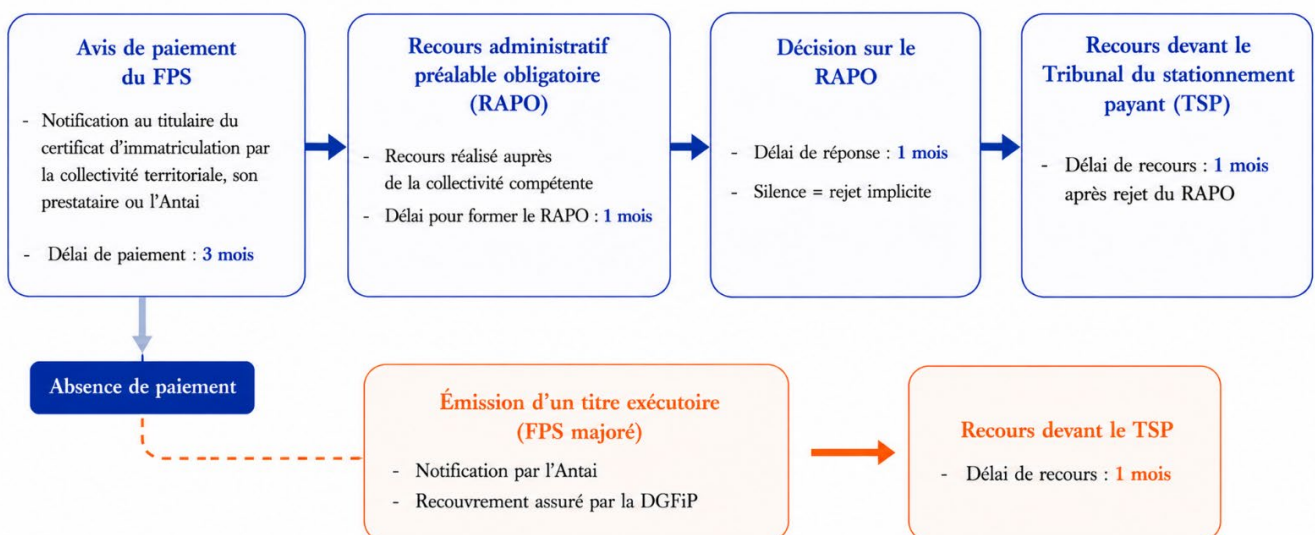 Avis de paiement
du FPS
- Notification au titulaire du
certificat d’immatriculation par
la collectivité territoriale, son
prestataire ou l’Antai
- Délai de paiement : 3 mois
Recours administratif
préalable obligatoire
(RAPO)
- Recours réalisé auprès
de la collectivité compétente
- Délai pour former le RAPO : 1 mois
Décision sur le
RAPO
- Délai de réponse : 1 mois
- Silence = rejet implicite
Recours devant le
Tribunal du stationnement
payant (TSP)
- Délai de recours : 1 mois
après rejet du RAPO
Absence de paiement
Émission d’un titre exécutoire
(FPS majoré)
- Notification par l’Antai
- Recouvrement assuré par la DGFiP
Recours devant le TSP
- Délai de recours : 1 mois